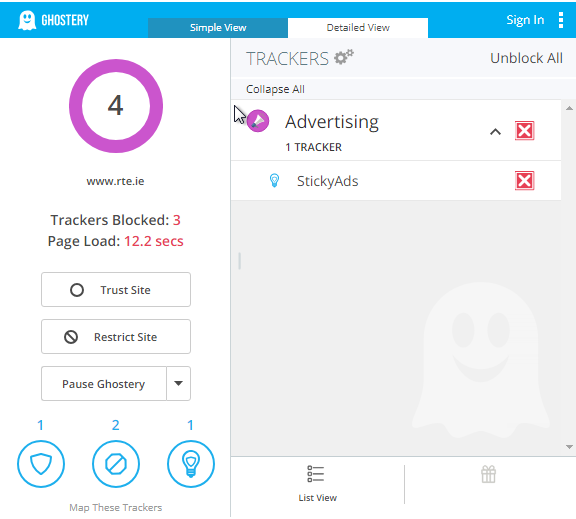 GHOSTERY
Simple View
Detailed View
Sign In
4
www.rte.ie
Trackers Blocked: 3
Page Load: 12.2 secs
Trust Site
Restrict Site
Pause Ghostery
1 2 1
Map These Trackers
TRACKERS
Unblock All
Collapse All
Advertising
1 TRACKER
StickyAds
List View